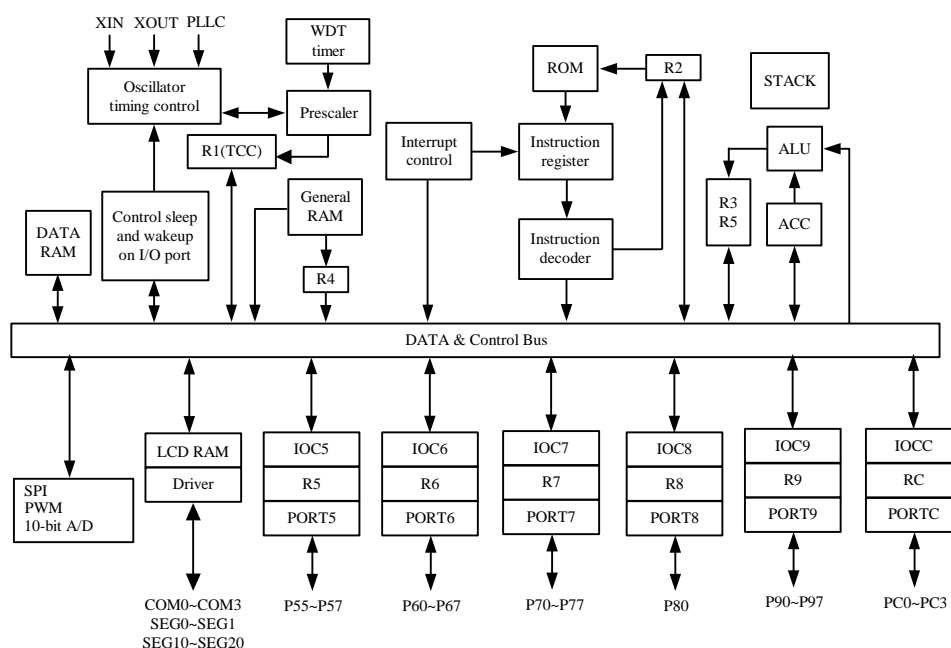 XIN XOUT PLLC
WDT
timer
ROM
R2
STACK
Oscillator
timing control
Prescaler
R1(TCC)
Interrupt
control
Instruction
register
ALU
General
RAM
R3
R5
ACC
DATA
RAM
Control sleep
and wakeup
on I/O port
R4
Instruction
decoder
DATA & Control Bus
LCD RAM
Driver
IOC5
R5
PORT5
IOC6
R6
PORT6
IOC7
R7
PORT7
IOC8
R8
PORT8
IOC9
R9
PORT9
IOCC
RC
PORTC
SPI
PWM
10-bit A/D
COM0~COM3
SEG0~SEG1
SEG10~SEG20
P55~P57
P60~P67
P70~P77
P80
P90~P97
PC0~PC3